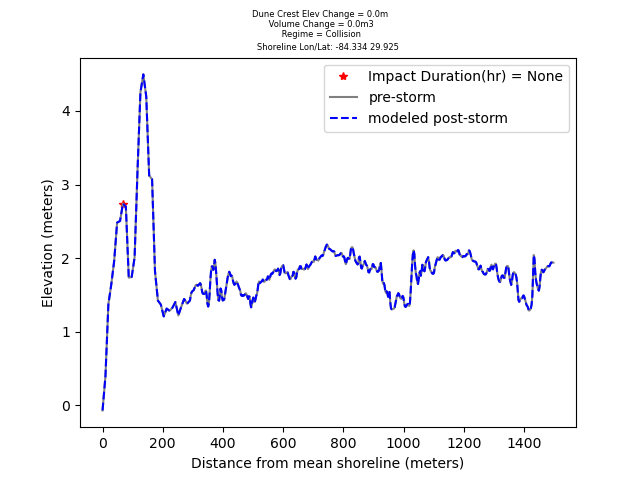 Dune Crest Elev Change = 0.0m
Volume Change = 0.0m3
Regime = Collision
Shoreline Lon/Lat: -84.334 29.925
Impact Duration(hr) = None
pre-storm
modeled post-storm
Elevation (meters)
4
3
2
1
0
0 200 400 600 800 1000 1200 1400
Distance from mean shoreline (meters)